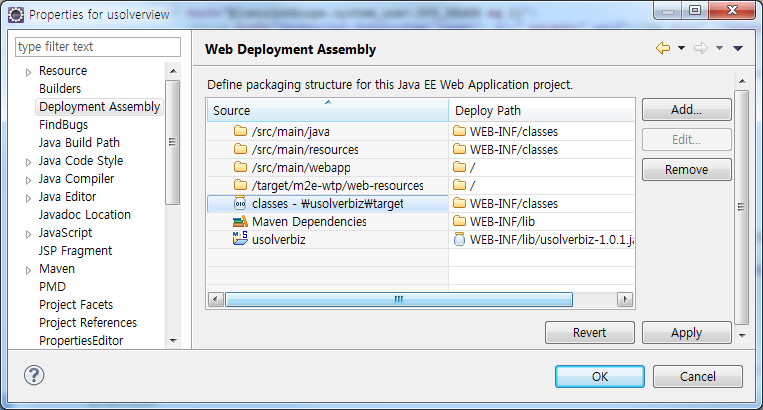 Properties for usolverview
type filter text
Resource
Builders
Deployment Assembly
FindBugs
Java Build Path
Java Code Style
Java Compiler
Java Editor
Javadoc Location
JavaScript
JSP Fragment
Maven
PMD
Project Facets
Project References
PropertiesEditor
Web Deployment Assembly
Define packaging structure for this Java EE Web Application project.
Source Deploy Path
/src/main/java WEB-INF/classes
/src/main/resources WEB-INF/classes
/src/main/webapp /
/target/m2e-wtp/web-resources /
classes - ₩usolverbiz₩target WEB-INF/classes
Maven Dependencies WEB-INF/lib
usolverbiz WEB-INF/lib/usolverbiz-1.0.1.ja
Add...
Edit...
Remove
Revert Apply
OK Cancel